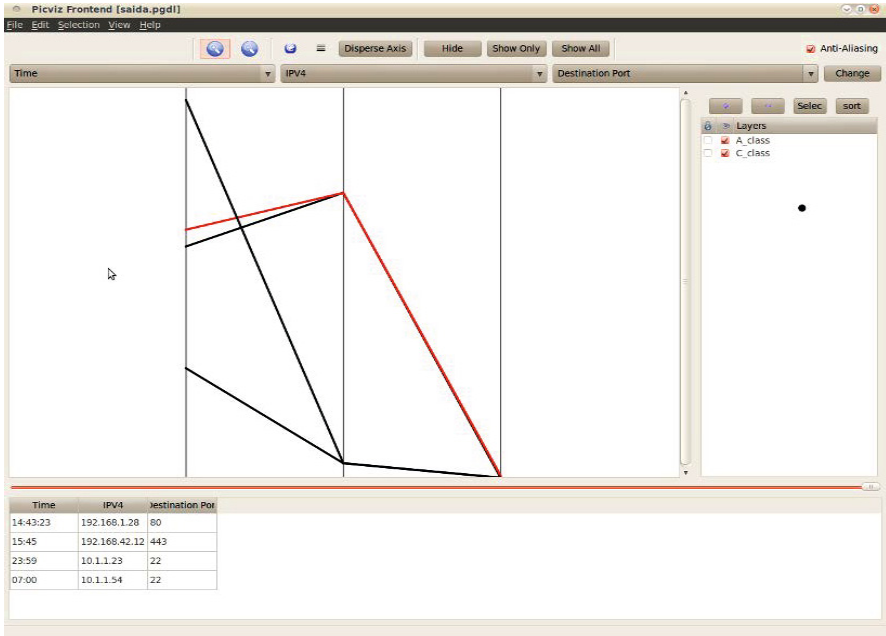 Picviz Frontend [saida.pgdl]
File Edit Selection View Help
Disperse Axis Hide Show Only Show All Anti-Aliasing
Time IPV4 Destination Port Change
Selec sort
Layers
A_class
C_class
Time IPV4 )estination Por
14:43:23 192.168.1.28 80
15:45 192.168.42.12 443
23:59 10.1.1.23 22
07:00 10.1.1.54 22